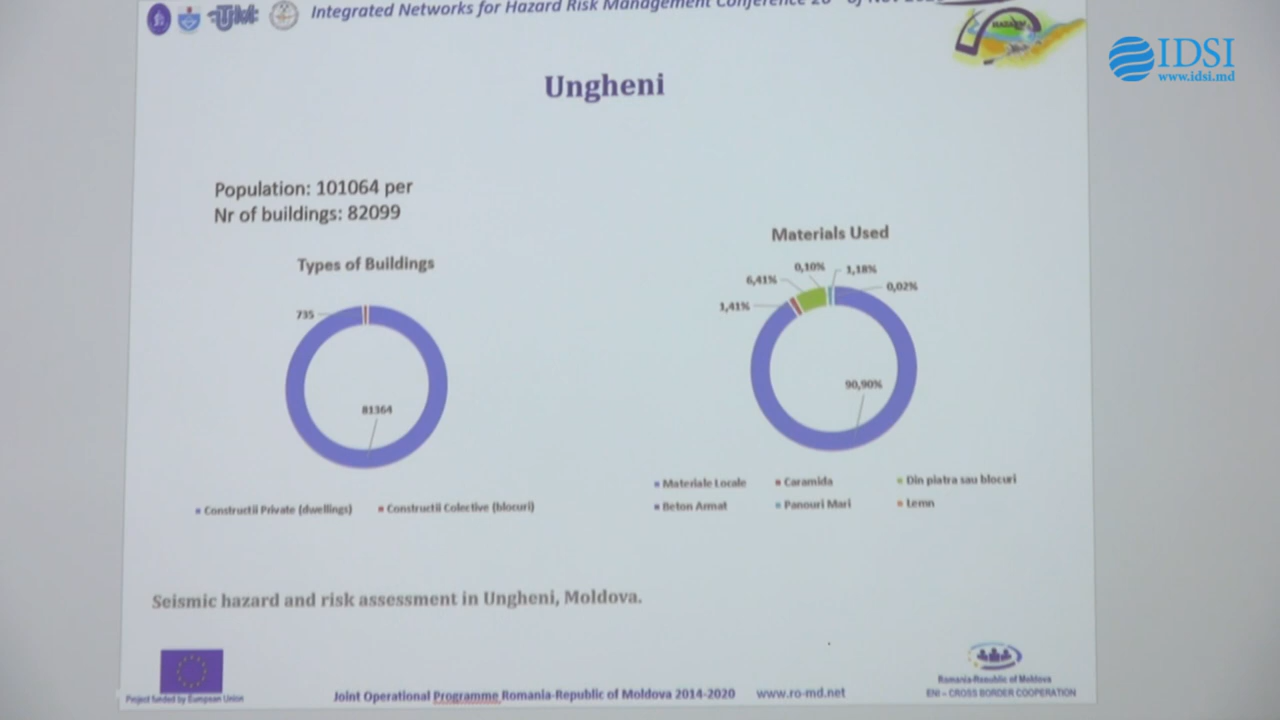 Integrated Networks for Hazard Risk Management Conference
HAZARM
IDSI
www.idsi.md
Ungheni
Population: 101064 per
Nr of buildings: 82099
Types of Buildings
735
81364
Constructii Private (dwellings)
Constructii Colective (blocuri)
Materials Used
6,41%
0,10%
1,18%
1,41%
0,02%
90,90%
Materiale Locale
Caramida
Din piatra sau blocuri
Beton Armat
Panouri Mari
Lemn
Seismic hazard and risk assessment in Ungheni, Moldova.
Project funded by European Union
Joint Operational Programme Romania-Republic of Moldova 2014-2020
www.ro-md.net
Romania-Republic of Moldova
ENI - CROSS BORDER COOPERATION